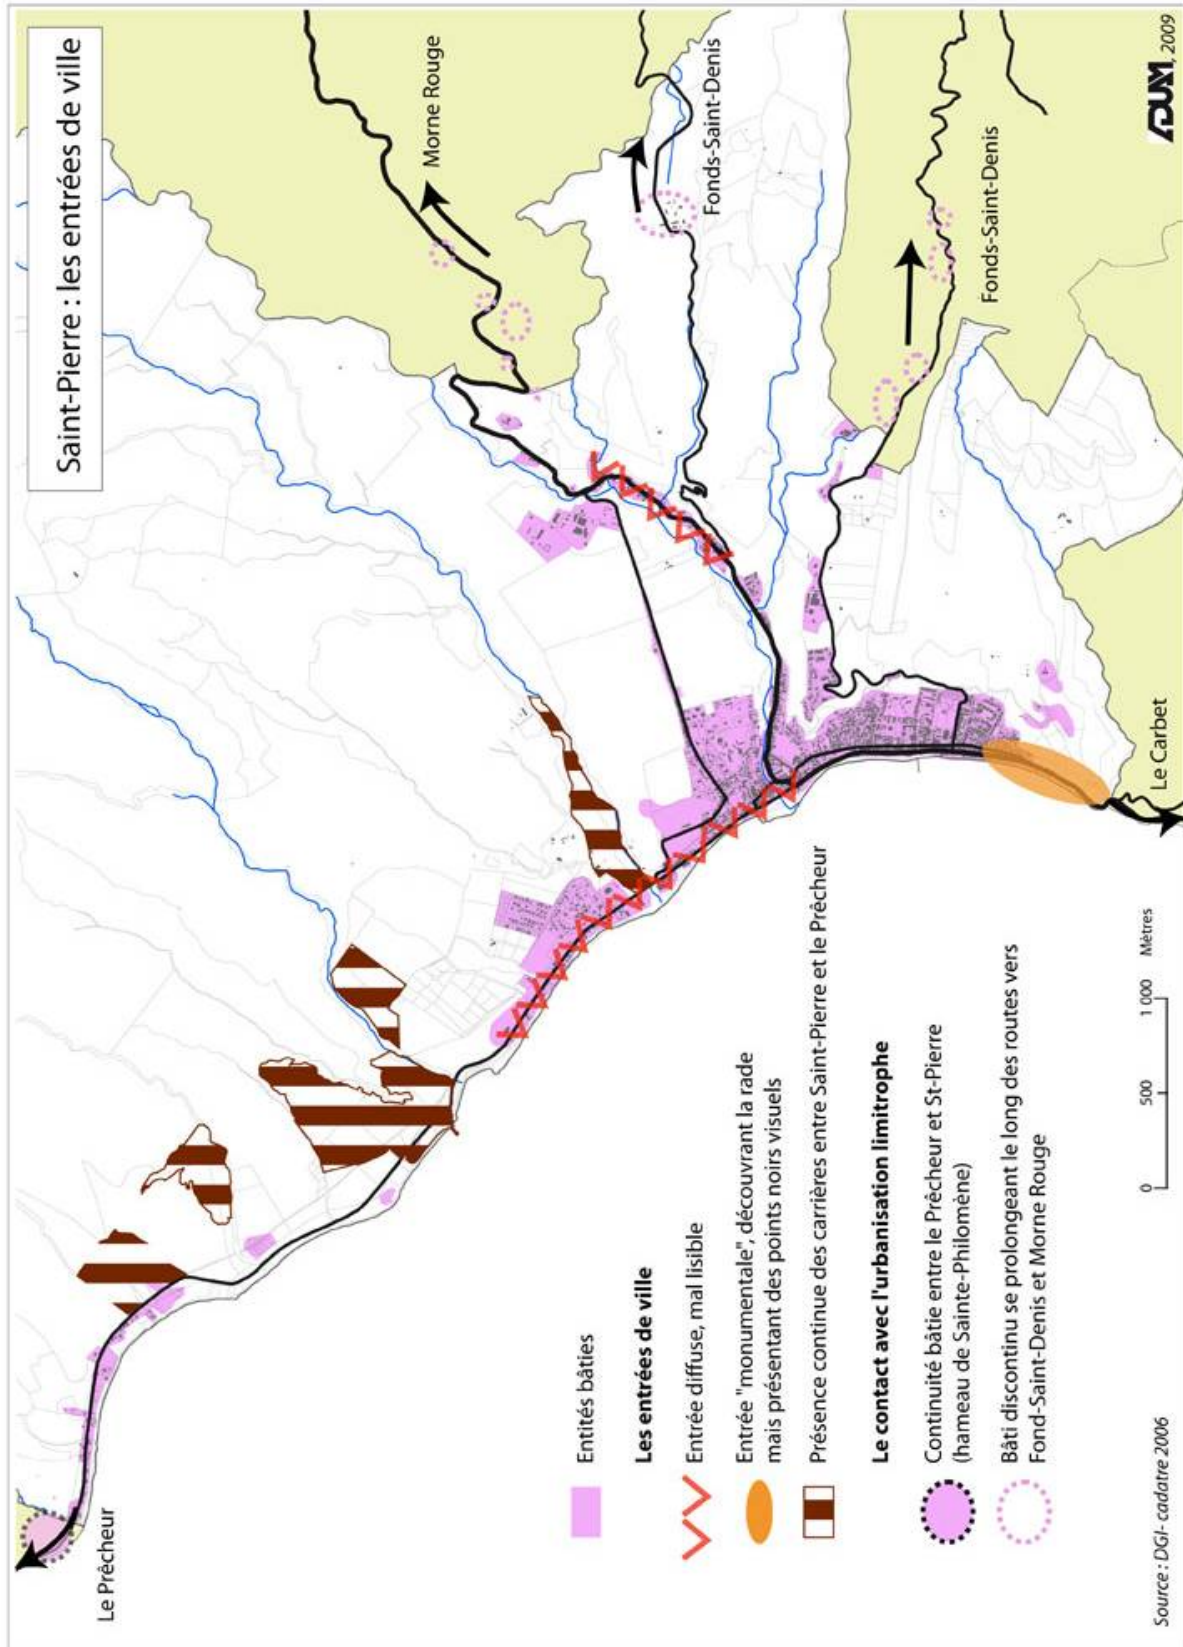 Saint-Pierre : les entrées de ville
Morne Rouge
Fonds-Saint-Denis
Fonds-Saint-Denis
Le Carbet
Le Prêcheur
Entités bâties
Les entrées de ville
Entrée diffuse, mal lisible
Entrée "monumentale", découvrant la rade
mais présentant des points noirs visuels
Présence continue des carrières entre Saint-Pierre et le Prêcheur
Le contact avec l'urbanisation limitrophe
Continuité bâtie entre le Prêcheur et St-Pierre
(hameau de Sainte-Philomène)
Bâti discontinu se prolongeant le long des routes vers
Fond-Saint-Denis et Morne Rouge
0 500 1 000 Mètres
Source : DGI- cadatre 2006
ADUM, 2009